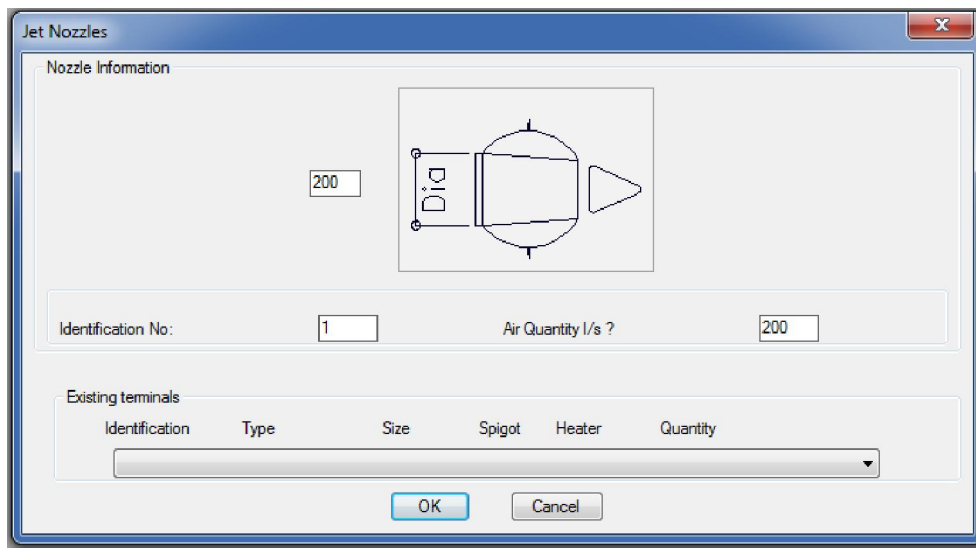 Jet Nozzles
Nozzle Information
200
Dia
Identification No: 1 Air Quantity l/s ? 200
Existing terminals
Identification Type Size Spigot Heater Quantity
OK Cancel